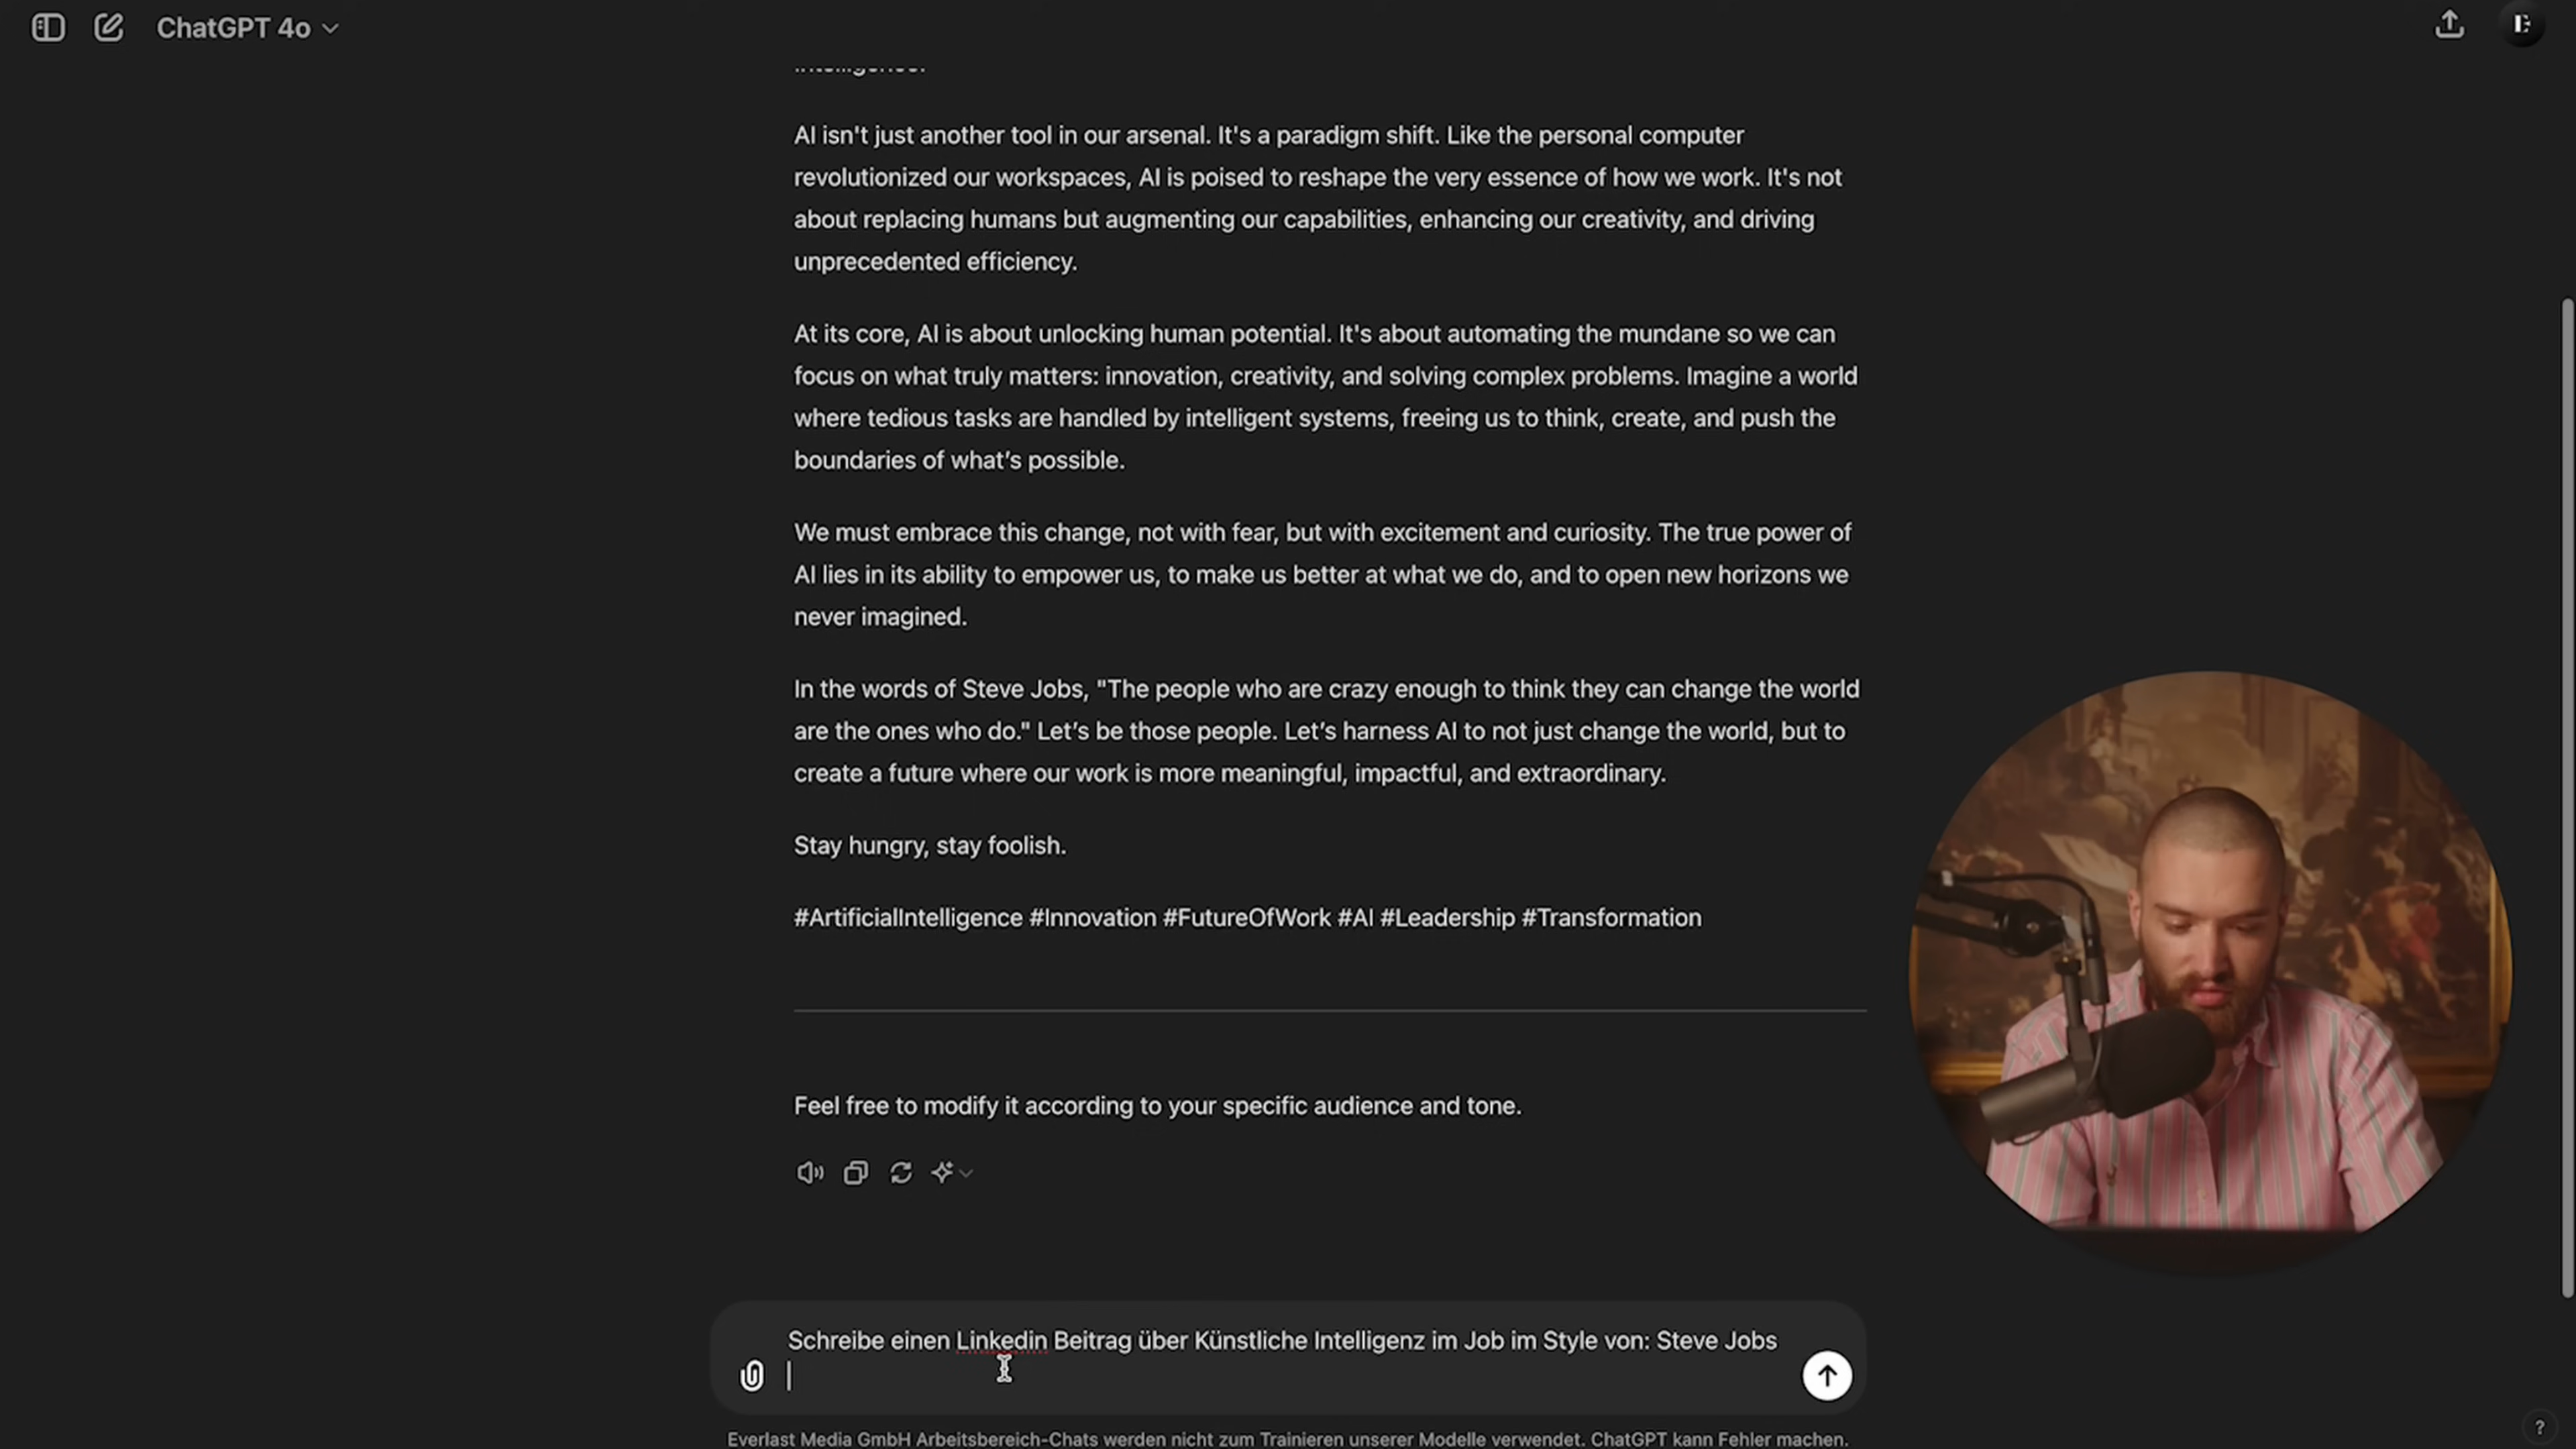 ChatGPT 4o
AI isn't just another tool in our arsenal. It's a paradigm shift. Like the personal computer
revolutionized our workspaces, AI is poised to reshape the very essence of how we work. It's not
about replacing humans but augmenting our capabilities, enhancing our creativity, and driving
unprecedented efficiency.
At its core, AI is about unlocking human potential. It's about automating the mundane so we can
focus on what truly matters: innovation, creativity, and solving complex problems. Imagine a world
where tedious tasks are handled by intelligent systems, freeing us to think, create, and push the
boundaries of what’s possible.
We must embrace this change, not with fear, but with excitement and curiosity. The true power of
AI lies in its ability to empower us, to make us better at what we do, and to open new horizons we
never imagined.
In the words of Steve Jobs, "The people who are crazy enough to think they can change the world
are the ones who do." Let’s be those people. Let’s harness AI to not just change the world, but to
create a future where our work is more meaningful, impactful, and extraordinary.
Stay hungry, stay foolish.
#ArtificialIntelligence #Innovation #FutureOfWork #AI #Leadership #Transformation
Feel free to modify it according to your specific audience and tone.
Schreibe einen Linkedin Beitrag über Künstliche Intelligenz im Job im Style von: Steve Jobs
Everlast Media GmbH Arbeitsbereich-Chats werden nicht zum Trainieren unserer Modelle verwendet. ChatGPT kann Fehler machen.
?